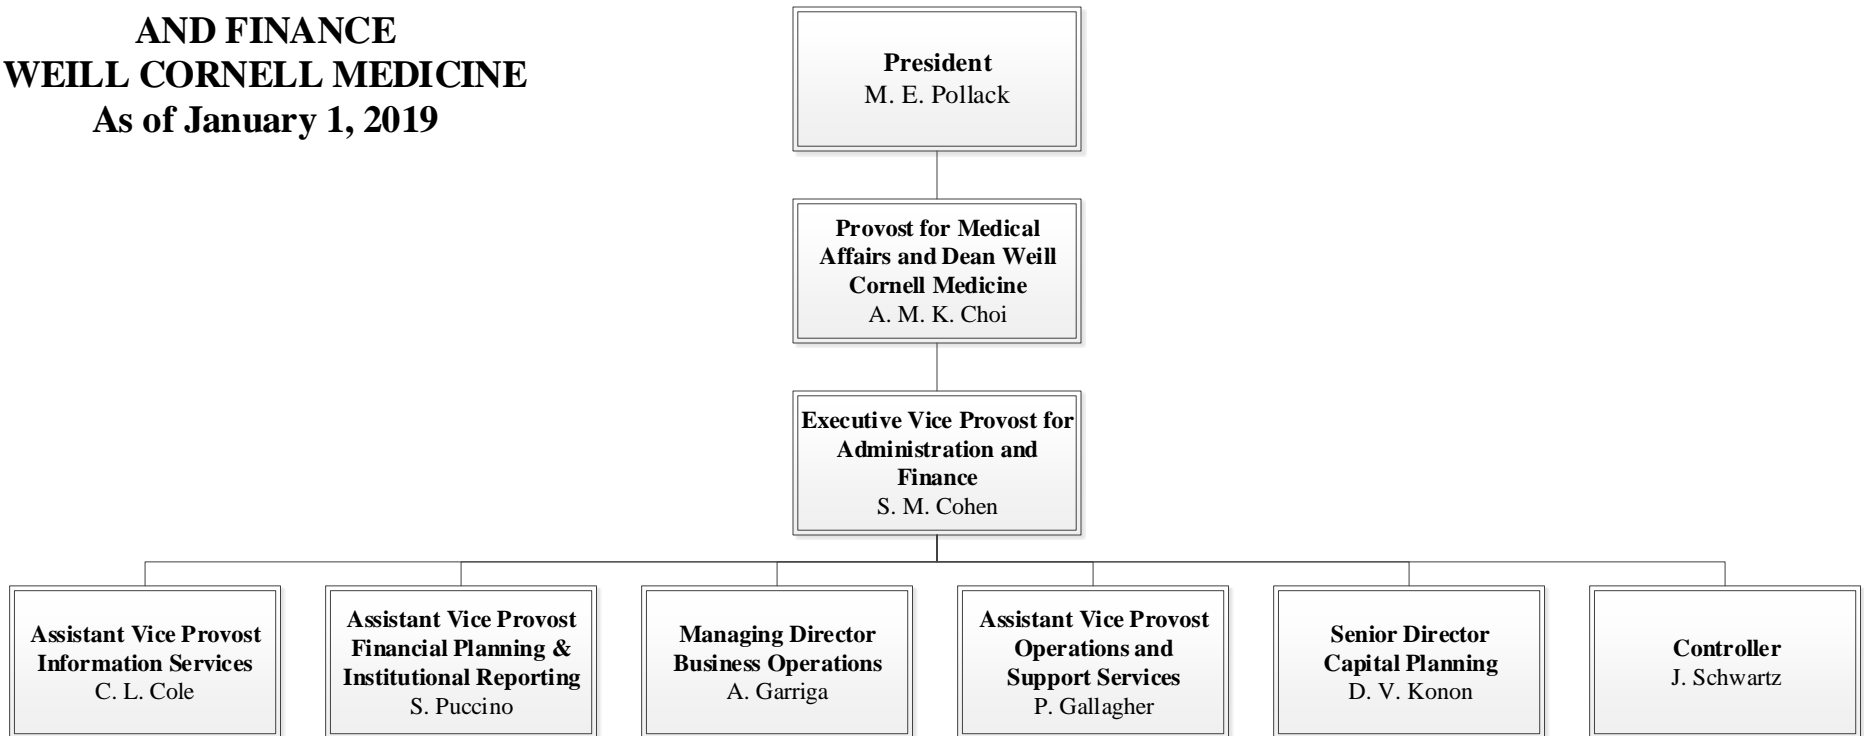 AND FINANCE
WEILL CORNELL MEDICINE
As of January 1, 2019
President
M. E. Pollack
Provost for Medical
Affairs and Dean Weill
Cornell Medicine
A. M. K. Choi
Executive Vice Provost for
Administration and
Finance
S. M. Cohen
Assistant Vice Provost
Information Services
C. L. Cole
Assistant Vice Provost
Financial Planning &
Institutional Reporting
S. Puccino
Managing Director
Business Operations
A. Garriga
Assistant Vice Provost
Operations and
Support Services
P. Gallagher
Senior Director
Capital Planning
D. V. Konon
Controller
J. Schwartz